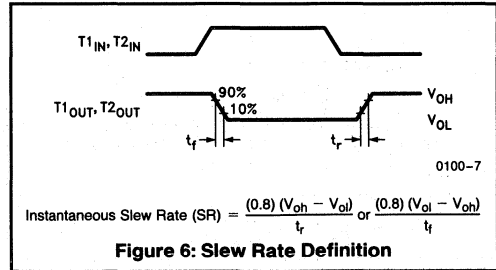 T1IN, T2IN
90%
10%
T1OUT, T2OUT
VOH
VOL
tf
tr
0100-7
Instantaneous Slew Rate (SR) = (0.8) (Voh − Vol) / tr or (0.8) (Vol − Voh) / tf
Figure 6: Slew Rate Definition